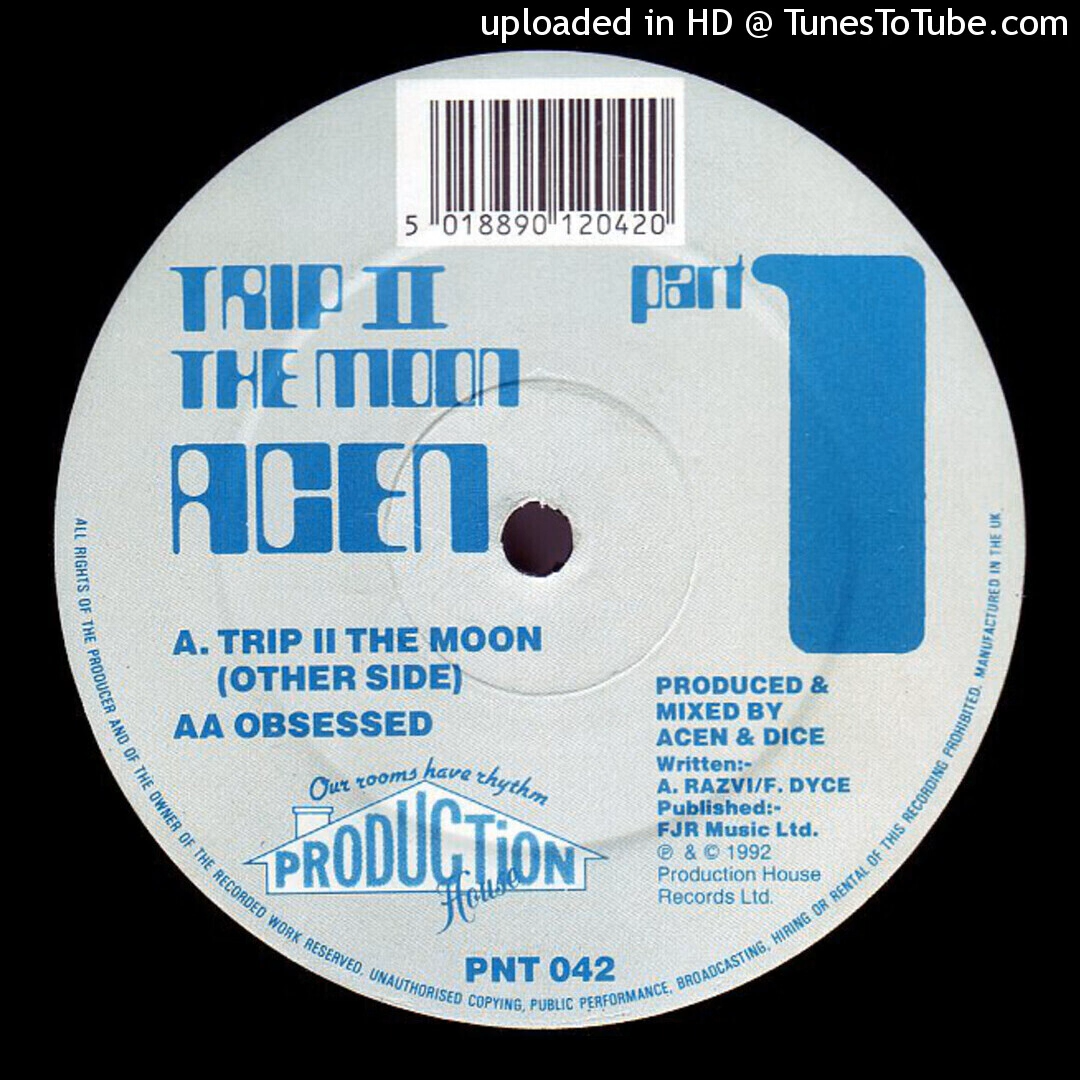 uploaded in HD @ TunesToTube.com
5 018890 120420
TRIP II
THE MOON
ACEN
part 1
A. TRIP II THE MOON
(OTHER SIDE)
AA OBSESSED
PRODUCED &
MIXED BY
ACEN & DICE
Written:-
A. RAZVI/F. DYCE
Published:-
FJR Music Ltd.
℗ & © 1992
Production House
Records Ltd.
Our rooms have rhythm
PRODUCTiON
House
PNT 042
ALL RIGHTS OF THE PRODUCER AND OF THE OWNER OF THE RECORDED WORK RESERVED. UNAUTHORISED COPYING, PUBLIC PERFORMANCE, BROADCASTING, HIRING OR RENTAL OF THIS RECORDING PROHIBITED. MANUFACTURED IN THE UK.